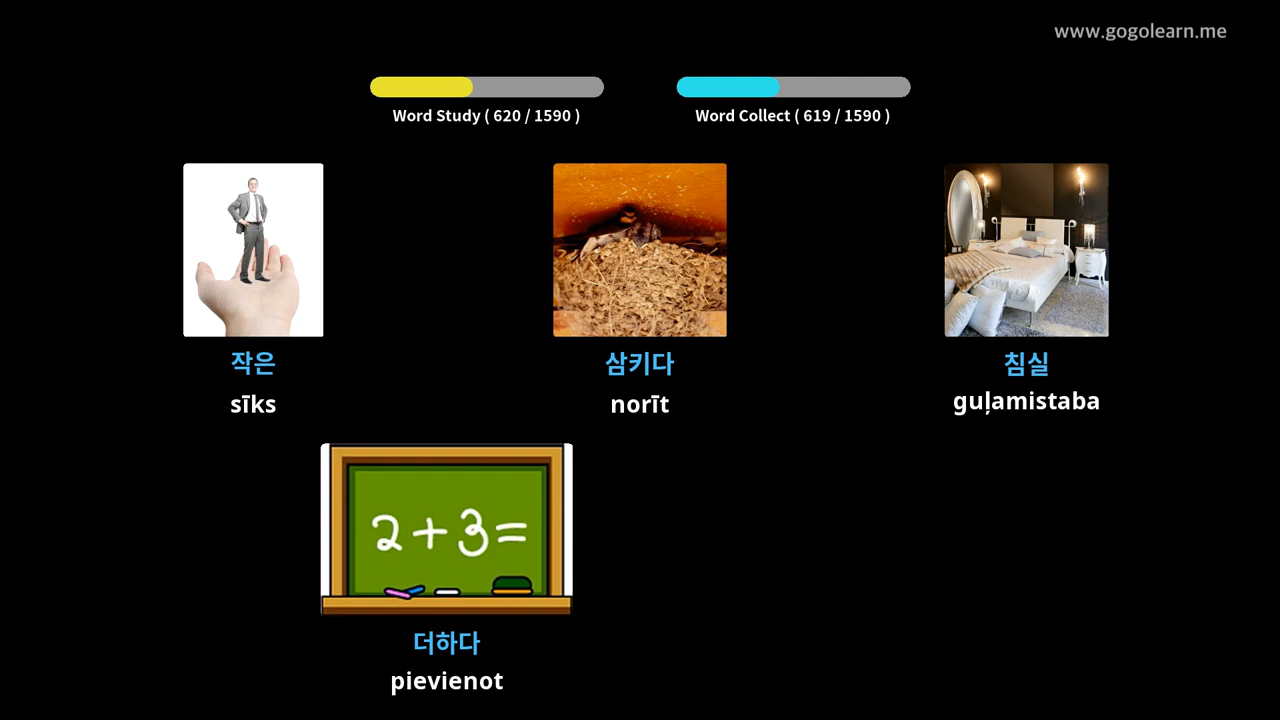 www.gogolearn.me
Word Study ( 620 / 1590 )
Word Collect ( 619 / 1590 )
작은
sīks
삼키다
norīt
침실
guļamistaba
2+3=
더하다
pievienot